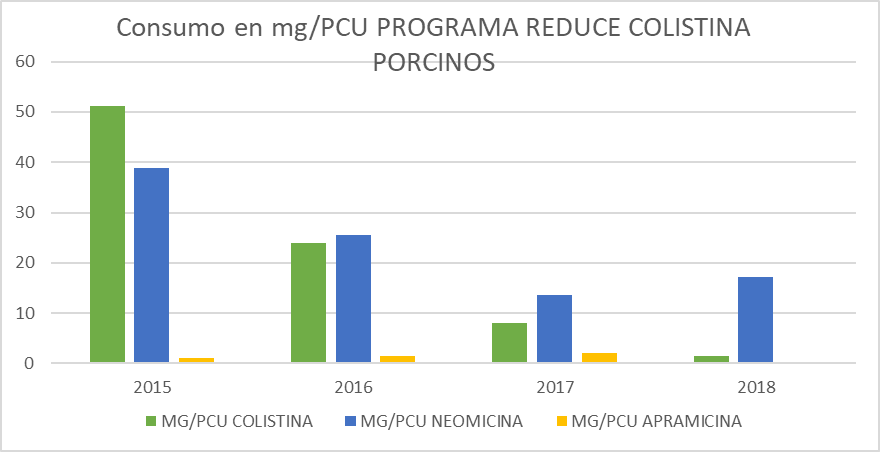 Consumo en mg/PCU PROGRAMA REDUCE COLISTINA
PORCINOS
60
50
40
30
20
10
0
2015 2016 2017 2018
MG/PCU COLISTINA MG/PCU NEOMICINA MG/PCU APRAMICINA